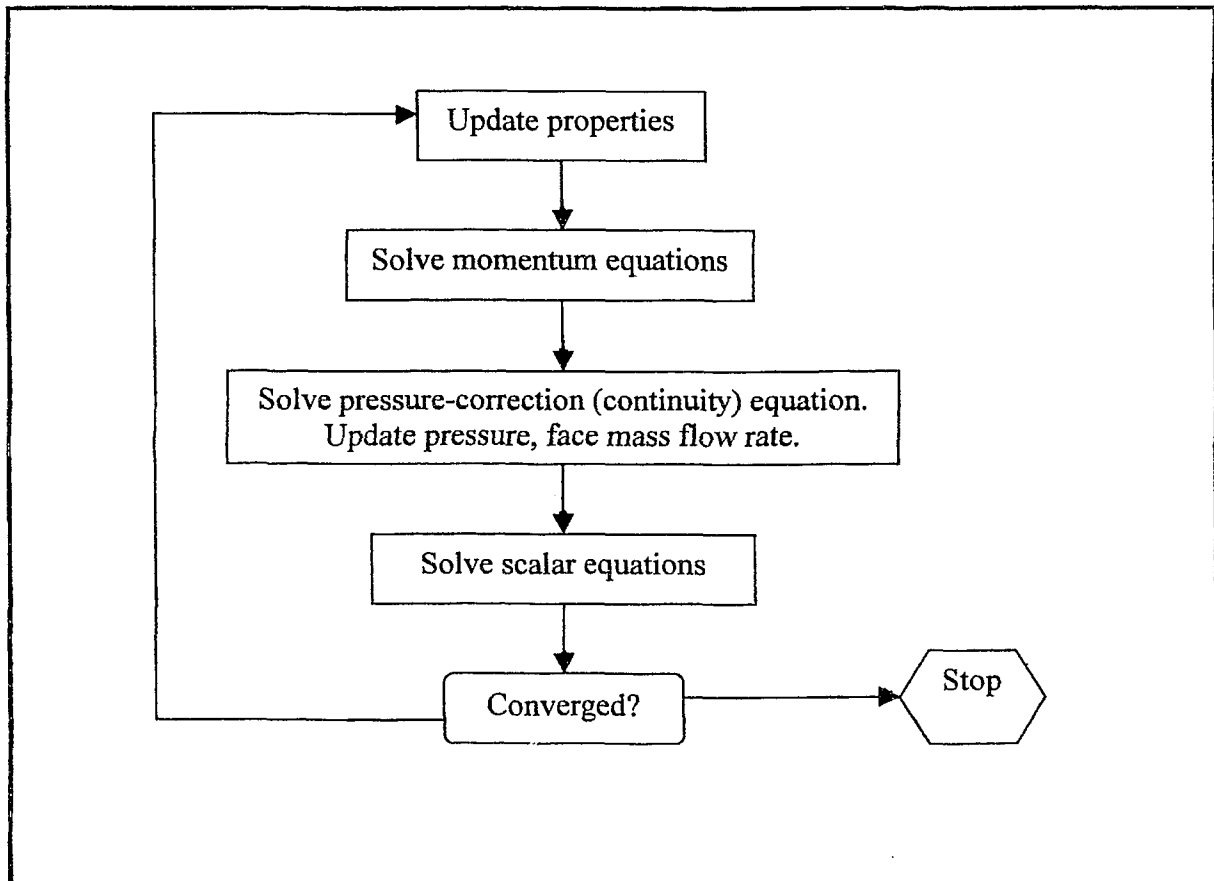 Update properties
Solve momentum equations
Solve pressure-correction (continuity) equation.
Update pressure, face mass flow rate.
Solve scalar equations
Converged?
Stop